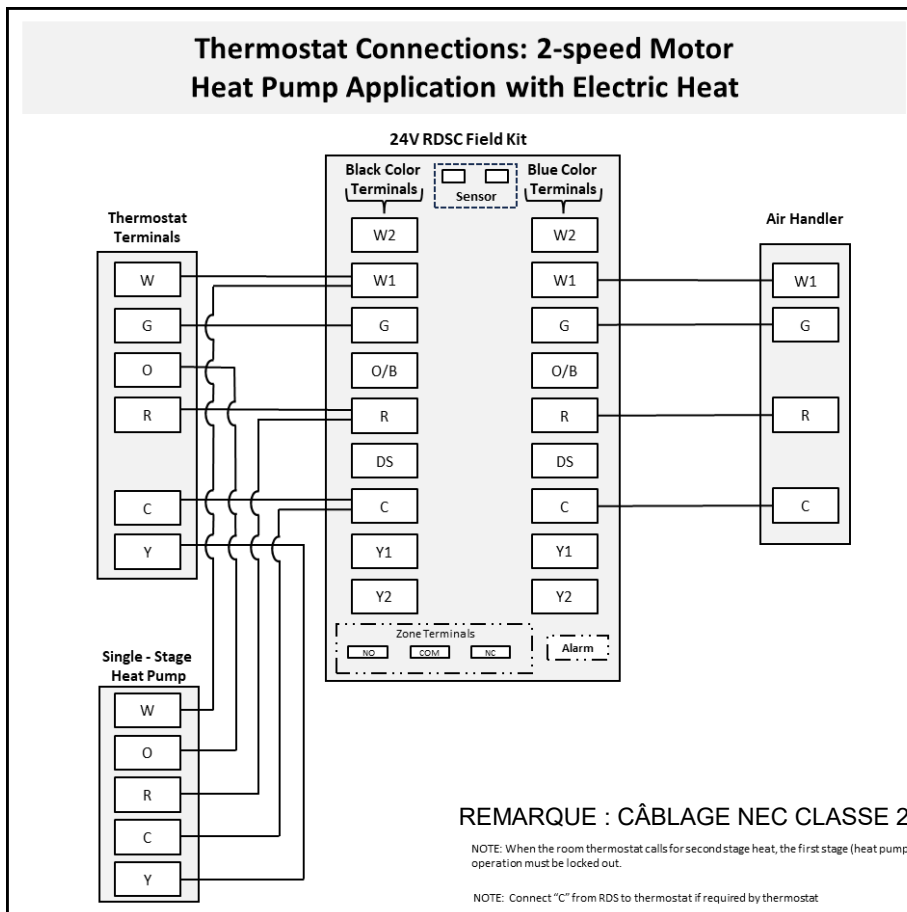 Thermostat Connections: 2-speed Motor
Heat Pump Application with Electric Heat
24V RDSC Field Kit
Black Color
Terminals
Sensor
Blue Color
Terminals
Thermostat
Terminals
Air Handler
W2
W2
W
W1
W1
W1
G
G
G
G
O
O/B
O/B
R
R
R
R
DS
DS
C
C
C
C
Y
Y1
Y1
Y2
Y2
Zone Terminals
NO
COM
NC
Alarm
Single - Stage
Heat Pump
W
O
R
C
Y
REMARQUE : CÂBLAGE NEC CLASSE 2
NOTE: When the room thermostat calls for second stage heat, the first stage (heat pump
operation must be locked out.
NOTE: Connect “C” from RDS to thermostat if required by thermostat